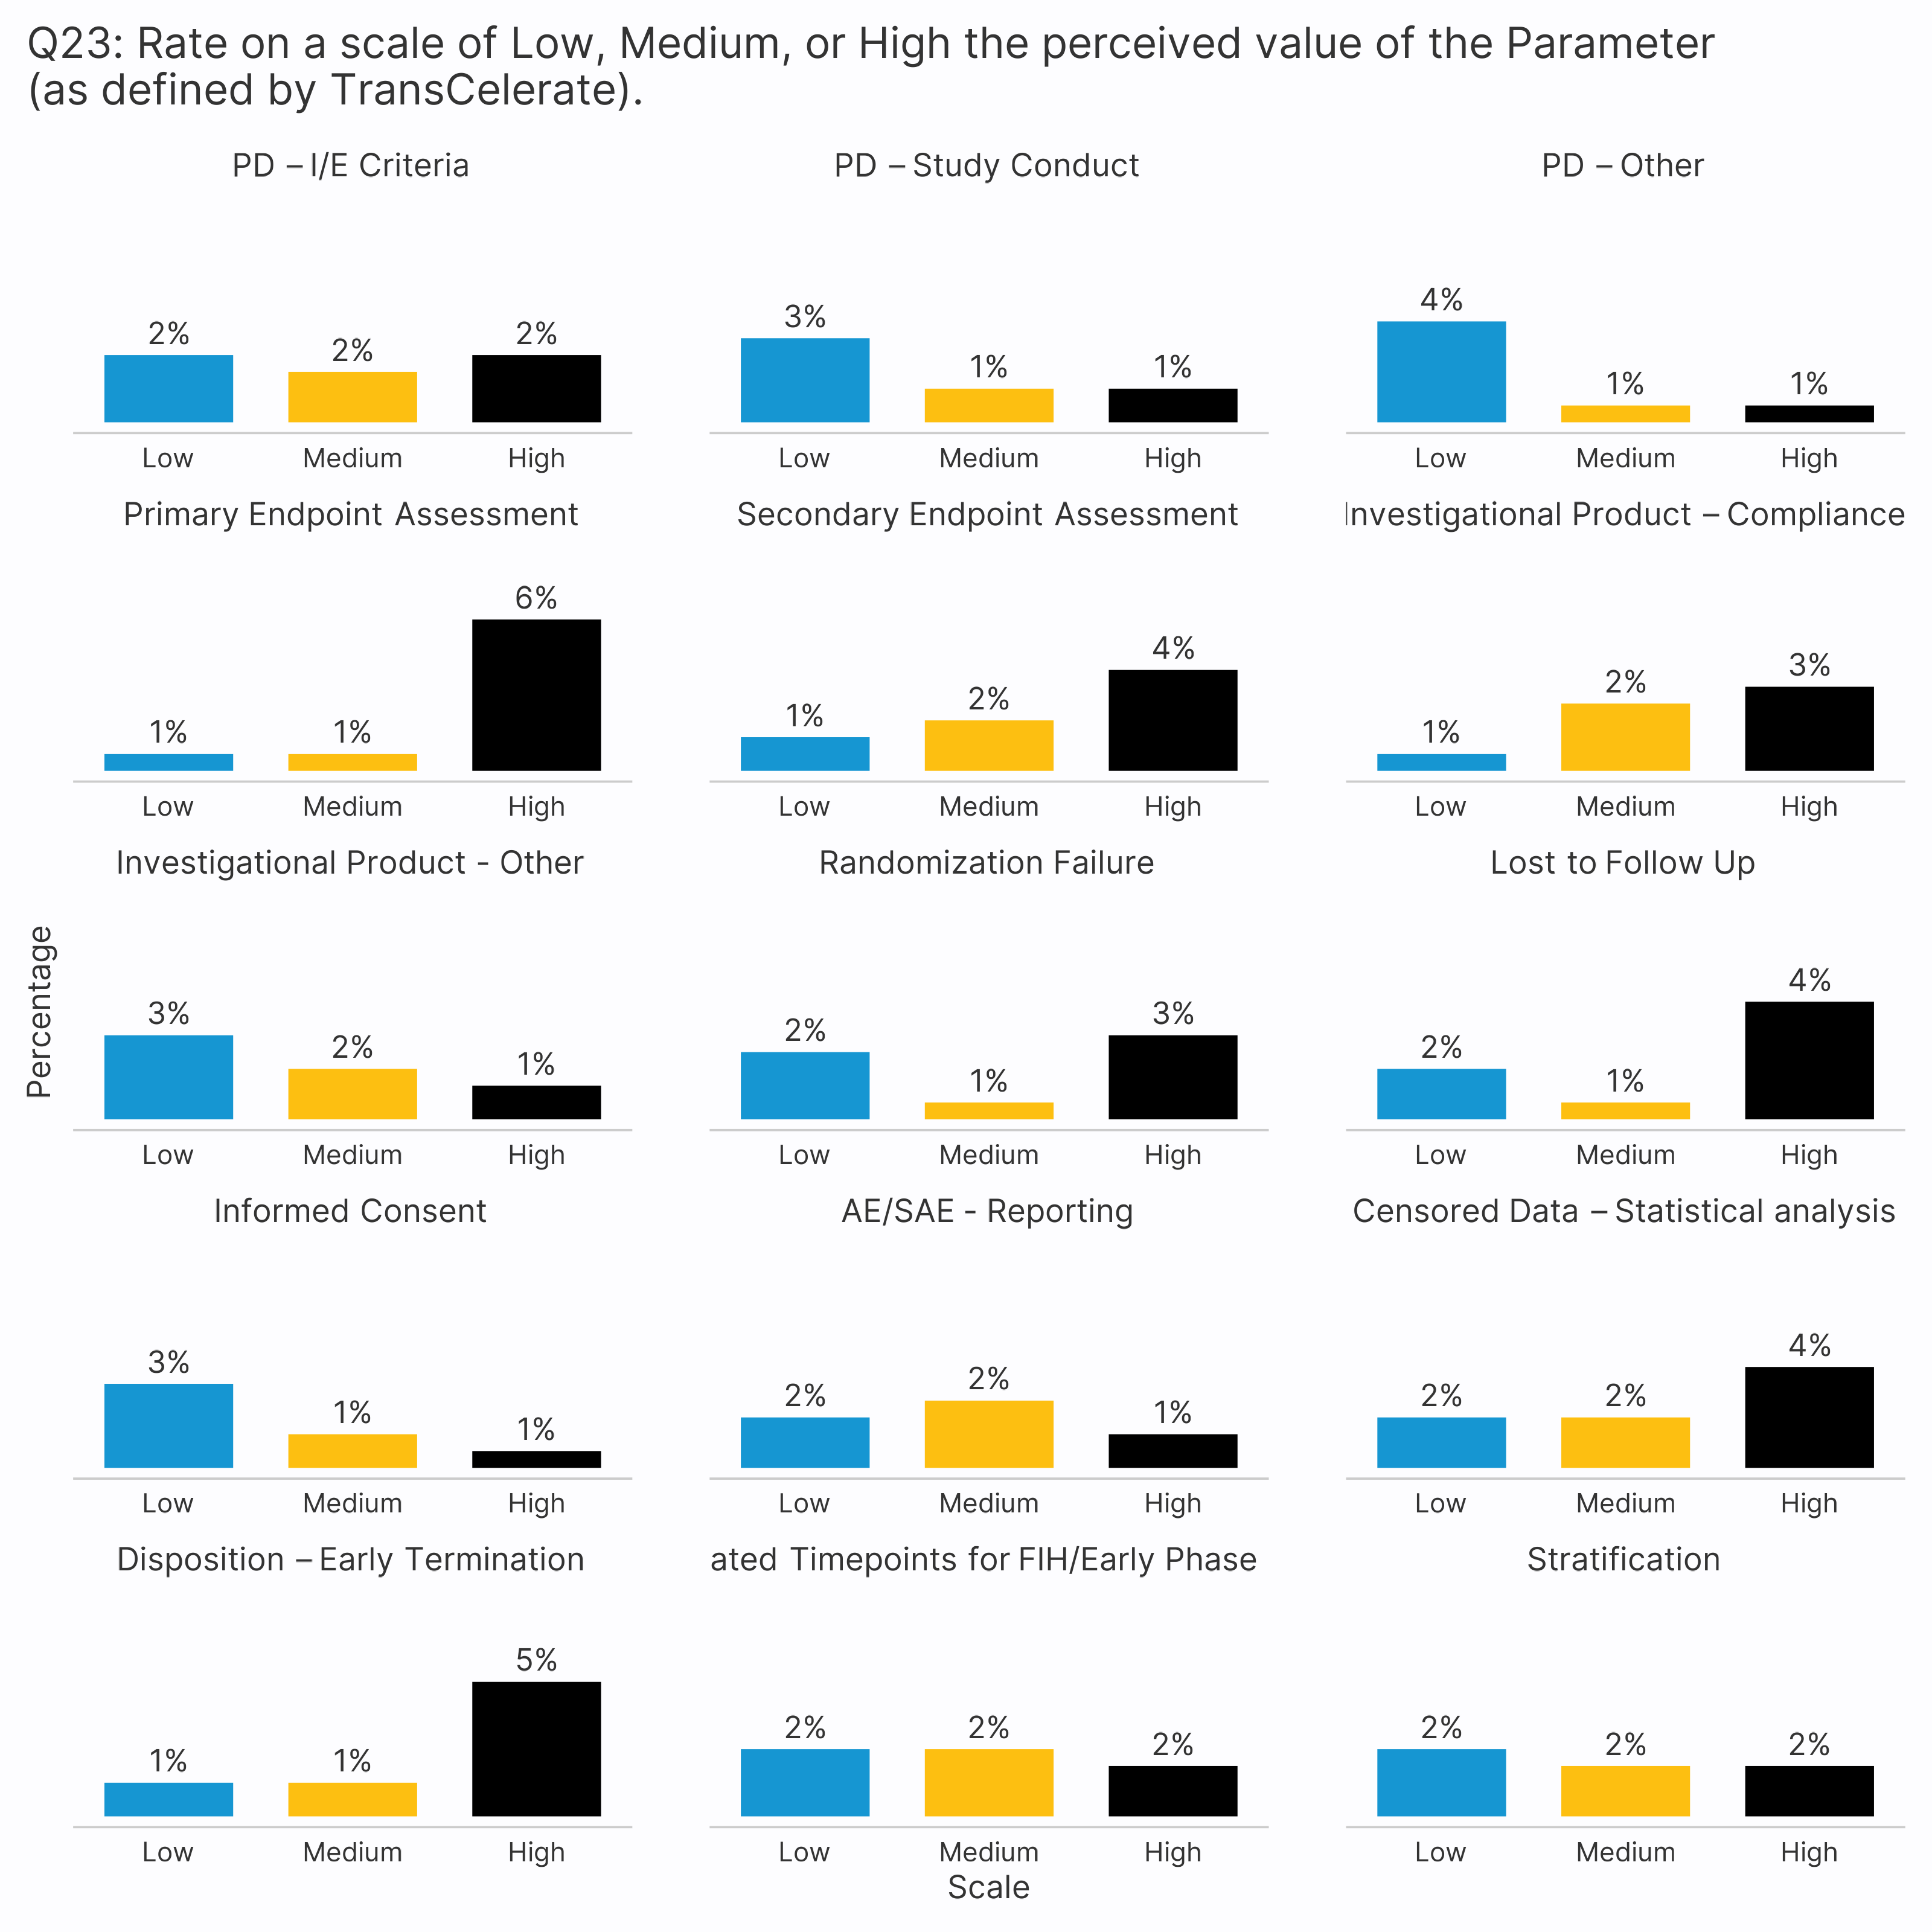 Q23: Rate on a scale of Low, Medium, or High the perceived value of the Parameter
(as defined by TransCelerate).
PD – I/E Criteria
PD – Study Conduct
PD – Other
2%
2%
2%
3%
1%
1%
4%
1%
1%
Low
Medium
High
Low
Medium
High
Low
Medium
High
Primary Endpoint Assessment
Secondary Endpoint Assessment
Investigational Product – Compliance
1%
1%
6%
1%
2%
4%
1%
2%
3%
Low
Medium
High
Low
Medium
High
Low
Medium
High
Investigational Product - Other
Randomization Failure
Lost to Follow Up
Percentage
3%
2%
1%
2%
1%
3%
2%
1%
4%
Low
Medium
High
Low
Medium
High
Low
Medium
High
Informed Consent
AE/SAE - Reporting
Censored Data – Statistical analysis
3%
1%
1%
2%
2%
1%
2%
2%
4%
Low
Medium
High
Low
Medium
High
Low
Medium
High
Disposition – Early Termination
ated Timepoints for FIH/Early Phase
Stratification
1%
1%
5%
2%
2%
2%
2%
2%
2%
Low
Medium
High
Low
Medium
High
Low
Medium
High
Scale